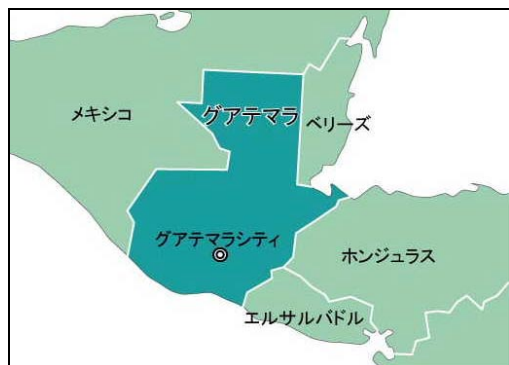 メキシコ
グアテマラ
ベリーズ
グアテマラシティ
ホンジュラス
エルサルバドル